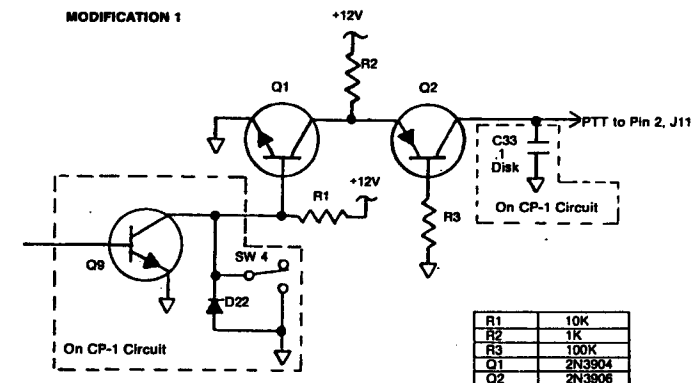 MODIFICATION 1
+12V
R2
Q1
Q2
PTT to Pin 2, J11
C33
.1
Disk
On CP-1 Circuit
+12V
R1
R3
Q9
SW 4
D22
On CP-1 Circuit
R1 10K
R2 1K
R3 100K
Q1 2N3904
Q2 2N3906